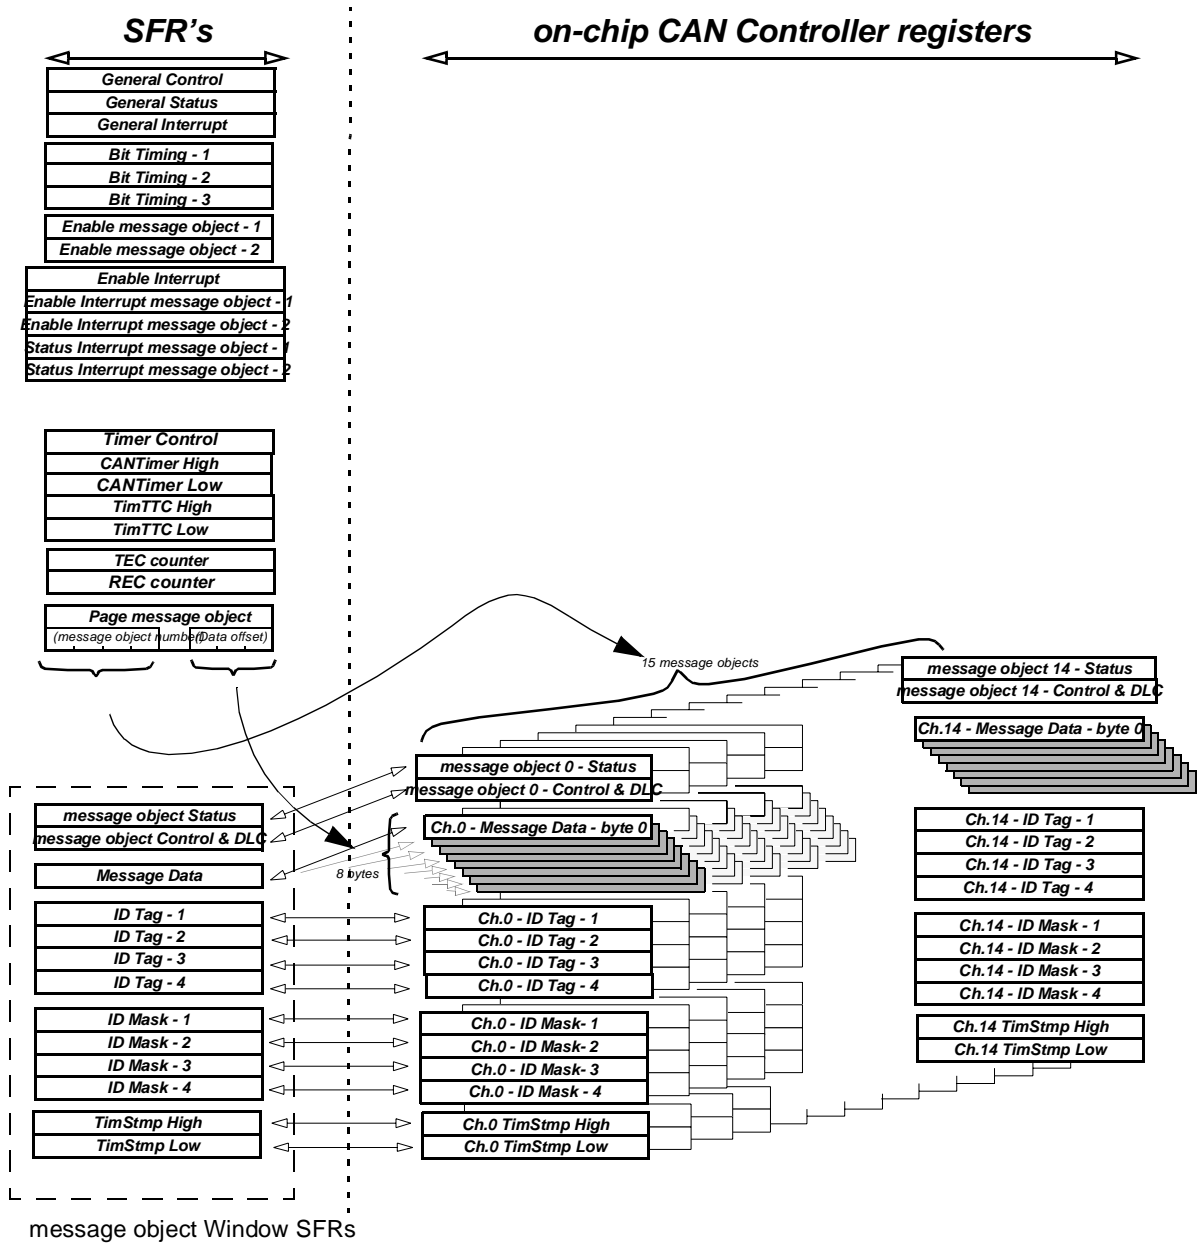 SFR's
on-chip CAN Controller registers
General Control
General Status
General Interrupt
Bit Timing - 1
Bit Timing - 2
Bit Timing - 3
Enable message object - 1
Enable message object - 2
Enable Interrupt
Enable Interrupt message object - 1
Enable Interrupt message object - 2
Status Interrupt message object - 1
Status Interrupt message object - 2
Timer Control
CANTimer High
CANTimer Low
TimTTC High
TimTTC Low
TEC counter
REC counter
Page message object
(message object number)
(Data offset)
15 message objects
message object 14 - Status
message object 14 - Control & DLC
Ch.14 - Message Data - byte 0
Ch.14 - ID Tag - 1
Ch.14 - ID Tag - 2
Ch.14 - ID Tag - 3
Ch.14 - ID Tag - 4
Ch.14 - ID Mask - 1
Ch.14 - ID Mask - 2
Ch.14 - ID Mask - 3
Ch.14 - ID Mask - 4
Ch.14 TimStmp High
Ch.14 TimStmp Low
message object 0 - Status
message object 0 - Control & DLC
Ch.0 - Message Data - byte 0
8 bytes
Ch.0 - ID Tag - 1
Ch.0 - ID Tag - 2
Ch.0 - ID Tag - 3
Ch.0 - ID Tag - 4
Ch.0 - ID Mask- 1
Ch.0 - ID Mask- 2
Ch.0 - ID Mask- 3
Ch.0 - ID Mask - 4
Ch.0 TimStmp High
Ch.0 TimStmp Low
message object Status
message object Control & DLC
Message Data
ID Tag - 1
ID Tag - 2
ID Tag - 3
ID Tag - 4
ID Mask - 1
ID Mask - 2
ID Mask - 3
ID Mask - 4
TimStmp High
TimStmp Low
message object Window SFRs